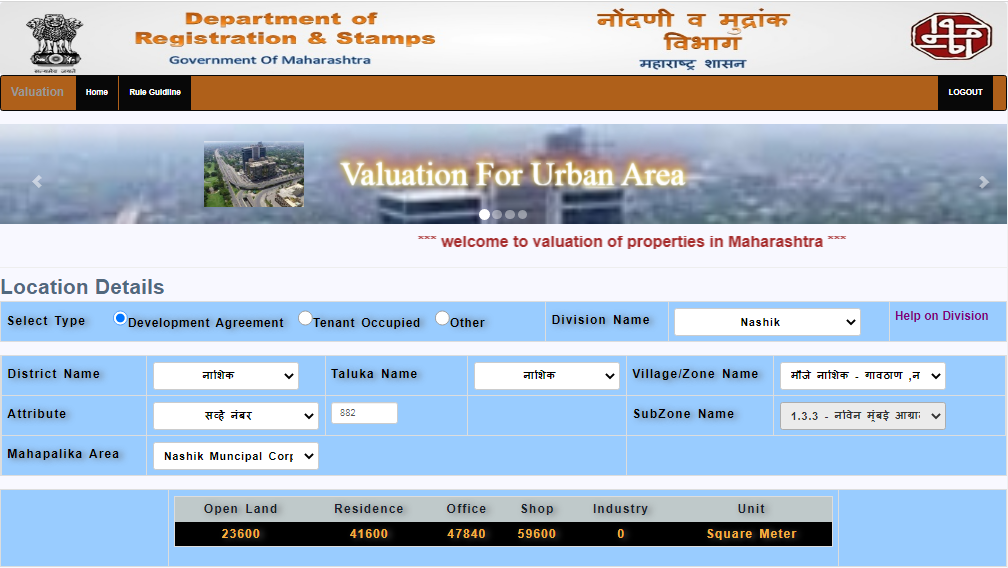 Department of
Registration & Stamps
Government Of Maharashtra
नोंदणी व मुद्रांक
विभाग
महाराष्ट्र शासन
सत्यमेव जयते
Valuation Home Rule Guidline LOGOUT
Valuation For Urban Area
*** welcome to valuation of properties in Maharashtra ***
Location Details
Select Type Development Agreement Tenant Occupied Other Division Name Nashik Help on Division
District Name नाशिक Taluka Name नाशिक Village/Zone Name मौजे नाशिक - गावठाण ,न
Attribute सर्व्हे नंबर 882 SubZone Name 1.3.3 - नविन मुंबई आग्रा
Mahapalika Area Nashik Muncipal Corp
Open Land Residence Office Shop Industry Unit
23600 41600 47840 59600 0 Square Meter